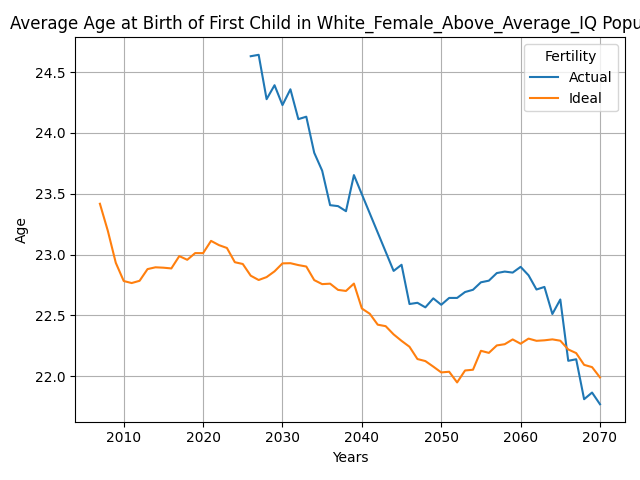 Average Age at Birth of First Child in White_Female_Above_Average_IQ Popu
Fertility
Actual
Ideal
24.5
24.0
23.5
23.0
22.5
22.0
Age
2010 2020 2030 2040 2050 2060 2070
Years